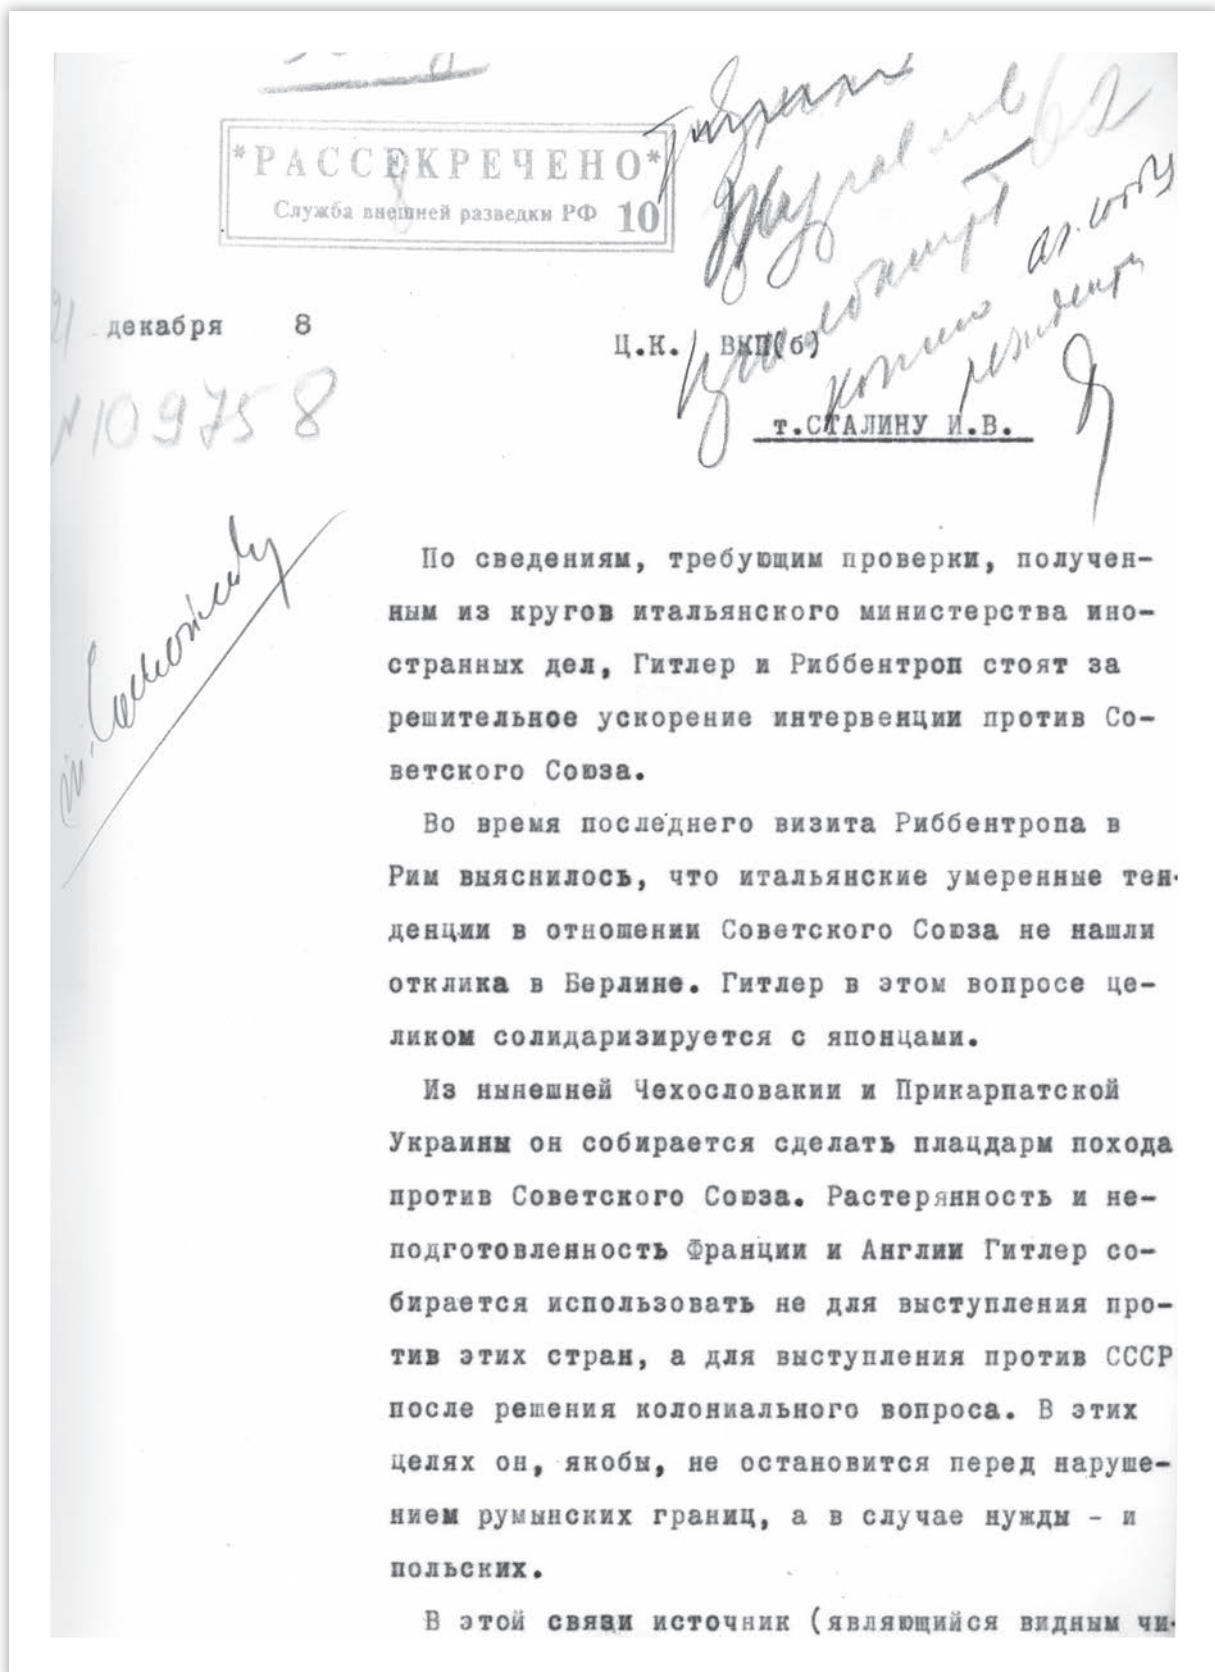 *РАССЕКРЕЧЕНО*
Служба внешней разведки РФ 10
62
21 декабря 8
Ц.К. ВКП(б)
N 109758
копию
резиденту
т.СТАЛИНУ И.В.
По сведениям, требующим проверки, получен-
ным из кругов итальянского министерства ино-
странных дел, Гитлер и Риббентроп стоят за
решительное ускорение интервенции против Со-
ветского Союза.
Во время последнего визита Риббентропа в
Рим выяснилось, что итальянские умеренные тен-
денции в отношении Советского Союза не нашли
отклика в Берлине. Гитлер в этом вопросе це-
ликом солидаризируется с японцами.
Из нынешней Чехословакии и Прикарпатской
Украины он собирается сделать плацдарм похода
против Советского Союза. Растерянность и не-
подготовленность Франции и Англии Гитлер со-
бирается использовать не для выступления про-
тив этих стран, а для выступления против СССР
после решения колониального вопроса. В этих
целях он, якобы, не остановится перед наруше-
нием румынских границ, а в случае нужды - и
польских.
В этой связи источник (являющийся видным чи-